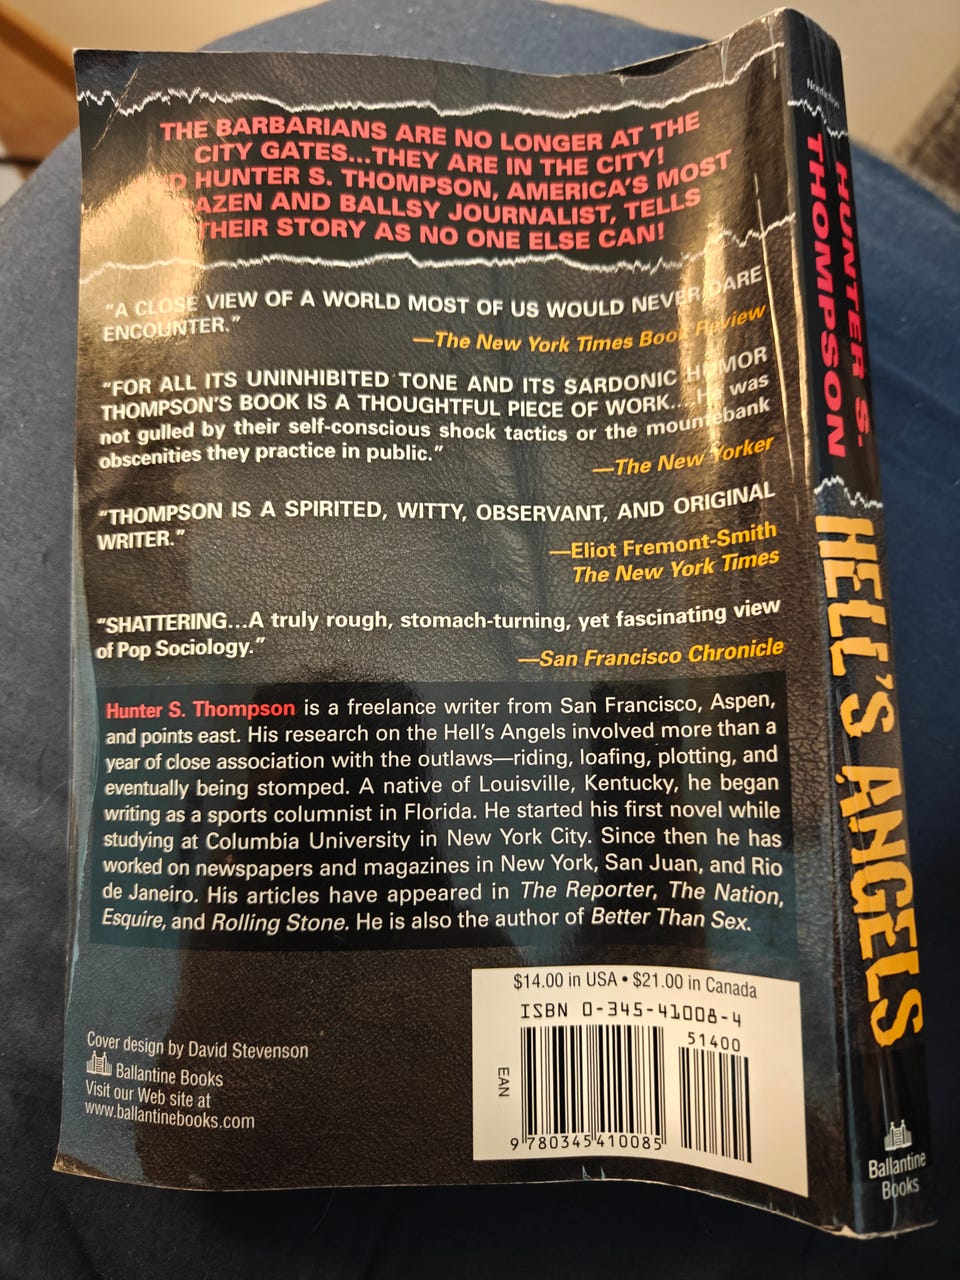 THE BARBARIANS ARE NO LONGER AT THE
CITY GATES...THEY ARE IN THE CITY!
HUNTER S. THOMPSON, AMERICA'S MOST
AND BALLSY JOURNALIST, TELLS
THEIR STORY AS NO ONE ELSE CAN!
"A CLOSE VIEW OF A WORLD MOST OF US WOULD NEVER DARE
ENCOUNTER."
—The New York Times Book Review
"FOR ALL ITS UNINHIBITED TONE AND ITS SARDONIC HUMOR
THOMPSON'S BOOK IS A THOUGHTFUL PIECE OF WORK....He was
not gulled by their self-conscious shock tactics or the mountebank
obscenities they practice in public."
—The New Yorker
"THOMPSON IS A SPIRITED, WITTY, OBSERVANT, AND ORIGINAL
WRITER."
—Eliot Fremont-Smith
The New York Times
"SHATTERING...A truly rough, stomach-turning, yet fascinating view
of Pop Sociology."
—San Francisco Chronicle
Hunter S. Thompson is a freelance writer from San Francisco, Aspen,
and points east. His research on the Hell's Angels involved more than a
year of close association with the outlaws—riding, loafing, plotting, and
eventually being stomped. A native of Louisville, Kentucky, he began
writing as a sports columnist in Florida. He started his first novel while
studying at Columbia University in New York City. Since then he has
worked on newspapers and magazines in New York, San Juan, and Rio
de Janeiro. His articles have appeared in The Reporter, The Nation,
Esquire, and Rolling Stone. He is also the author of Better Than Sex.
Cover design by David Stevenson
Ballantine Books
Visit our Web site at
www.ballantinebooks.com
$14.00 in USA • $21.00 in Canada
ISBN 0-345-41008-4
51400
EAN
9 780345 410085
Nonfiction
HUNTER S.
THOMPSON
HELL'S ANGELS
Ballantine
Books